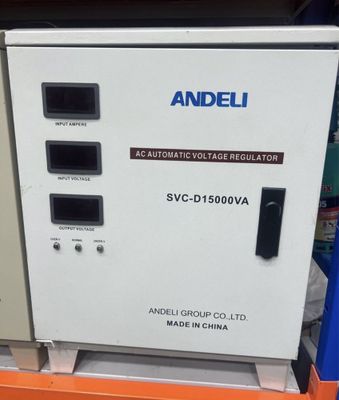 ANDELI
INPUT AMPERE
AC AUTOMATIC VOLTAGE REGULATOR
INPUT VOLTAGE
SVC-D15000VA
OUTPUT VOLTAGE
NORMAL
ANDELI GROUP CO.,LTD.
MADE IN CHINA